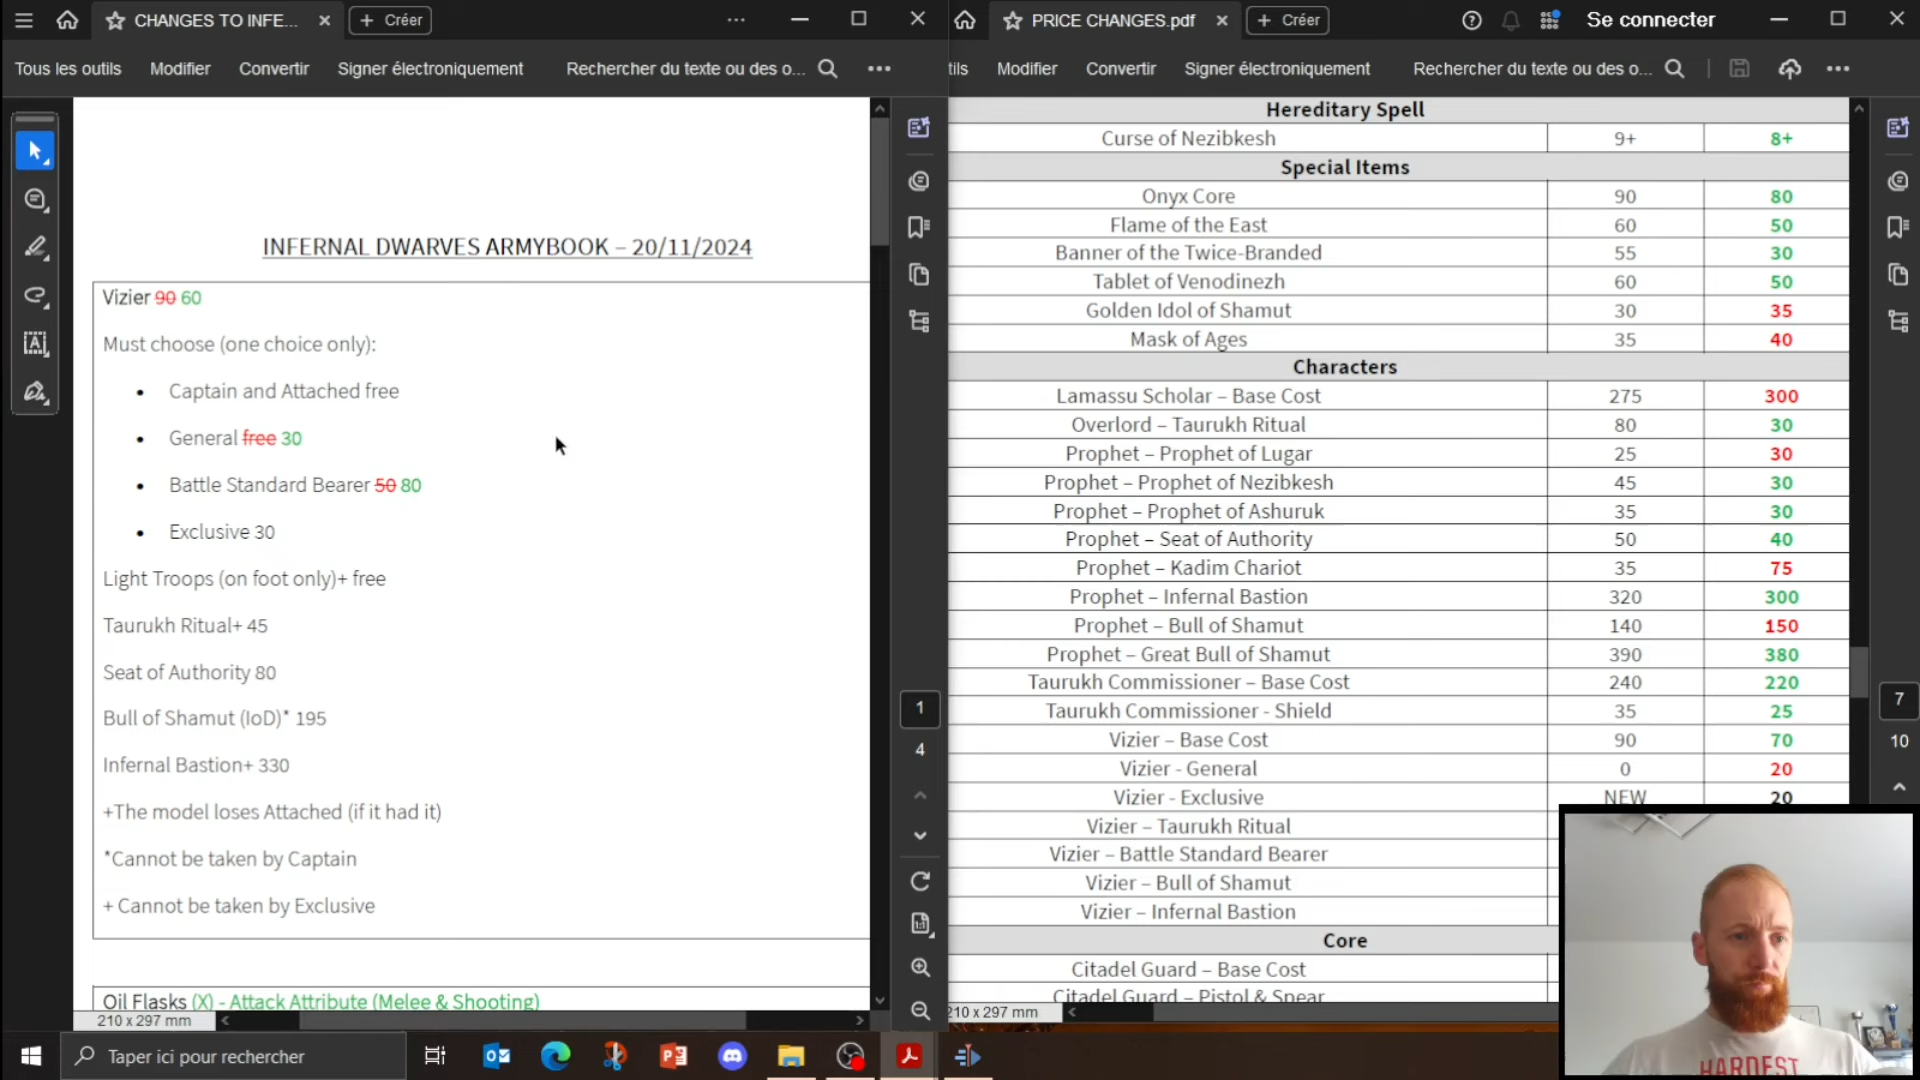 CHANGES TO INFE...
Créer
PRICE CHANGES.pdf
Créer
Se connecter
Tous les outils Modifier Convertir Signer électroniquement Rechercher du texte ou des o...
tils Modifier Convertir Signer électroniquement Rechercher du texte ou des o...
INFERNAL DWARVES ARMYBOOK – 20/11/2024
Vizier 90 60
Must choose (one choice only):
• Captain and Attached free
• General free 30
• Battle Standard Bearer 50 80
• Exclusive 30
Light Troops (on foot only)+ free
Taurukh Ritual+ 45
Seat of Authority 80
Bull of Shamut (IoD)* 195
Infernal Bastion+ 330
+The model loses Attached (if it had it)
*Cannot be taken by Captain
+ Cannot be taken by Exclusive
Oil Flasks (X) - Attack Attribute (Melee & Shooting)
210 x 297 mm
1
4
Hereditary Spell
Curse of Nezibkesh 9+ 8+
Special Items
Onyx Core 90 80
Flame of the East 60 50
Banner of the Twice-Branded 55 30
Tablet of Venodinezh 60 50
Golden Idol of Shamut 30 35
Mask of Ages 35 40
Characters
Lamassu Scholar – Base Cost 275 300
Overlord – Taurukh Ritual 80 30
Prophet – Prophet of Lugar 25 30
Prophet – Prophet of Nezibkesh 45 30
Prophet – Prophet of Ashuruk 35 30
Prophet – Seat of Authority 50 40
Prophet – Kadim Chariot 35 75
Prophet – Infernal Bastion 320 300
Prophet – Bull of Shamut 140 150
Prophet – Great Bull of Shamut 390 380
Taurukh Commissioner – Base Cost 240 220
Taurukh Commissioner - Shield 35 25
Vizier – Base Cost 90 70
Vizier - General 0 20
Vizier - Exclusive NEW 20
Vizier – Taurukh Ritual
Vizier – Battle Standard Bearer
Vizier – Bull of Shamut
Vizier – Infernal Bastion
Core
Citadel Guard – Base Cost
Citadel Guard – Pistol & Spear
210 x 297 mm
7
10
HARDEST
Taper ici pour rechercher